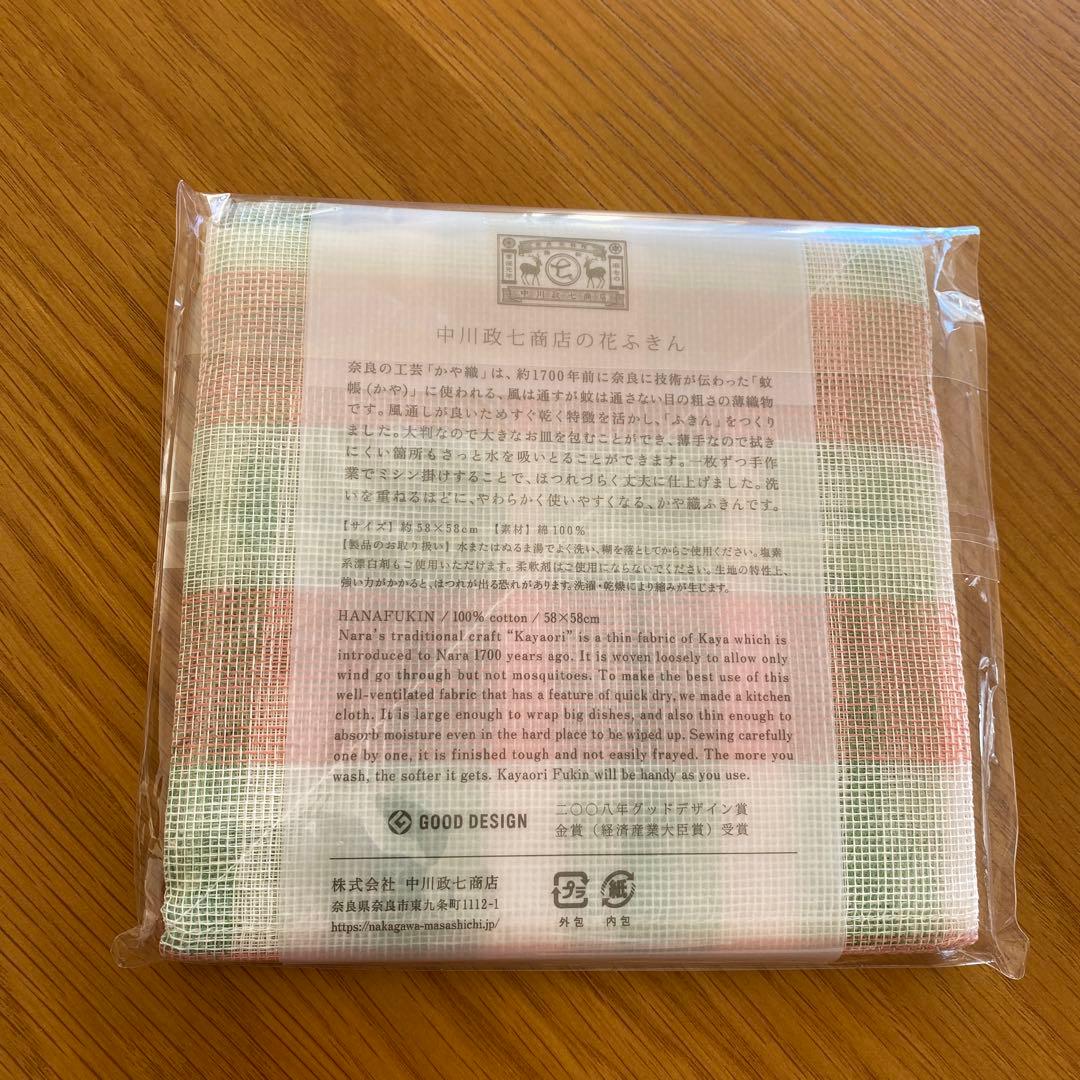 七
中川政七商店
中川政七商店の花ふきん
奈良の工芸「かや織」は、約1700年前に奈良に技術が伝わった「蚊
帳(かや)」に使われる、風は通すが蚊は通さない目の粗さの薄織物
です。風通しが良いためすぐ乾く特徴を活かし、「ふきん」をつくり
ました。大判なので大きなお皿を包むことができ、薄手なので拭き
にくい箇所もさっと水を吸いとることができます。一枚ずつ手作
業でミシン掛けすることで、ほつれづらく丈夫に仕上げました。洗
いを重ねるほどに、やわらかく使いやすくなる、かや織ふきんです。
【サイズ】約58×58cm 【素材】綿100%
【製品のお取り扱い】水またはぬるま湯でよく洗い、糊を落としてからご使用ください。塩素
系漂白剤もご使用いただけます。柔軟剤はご使用にならないでください。生地の特性上、
強い力がかかると、ほつれが出る恐れがあります。洗濯・乾燥により縮みが生じます。
HANAFUKIN / 100% cotton / 58×58cm
Nara's traditional craft “Kayaori” is a thin fabric of Kaya which is
introduced to Nara 1700 years ago. It is woven loosely to allow only
wind go through but not mosquitoes. To make the best use of this
well-ventilated fabric that has a feature of quick dry, we made a kitchen
cloth. It is large enough to wrap big dishes, and also thin enough to
absorb moisture even in the hard place to be wiped up. Sewing carefully
one by one, it is finished tough and not easily frayed. The more you
wash, the softer it gets. Kayaori Fukin will be handy as you use.
GOOD DESIGN
二〇〇八年グッドデザイン賞
金賞(経済産業大臣賞)受賞
株式会社 中川政七商店
奈良県奈良市東九条町1112-1
https://nakagawa-masashichi.jp/
プラ
外包
紙
内包